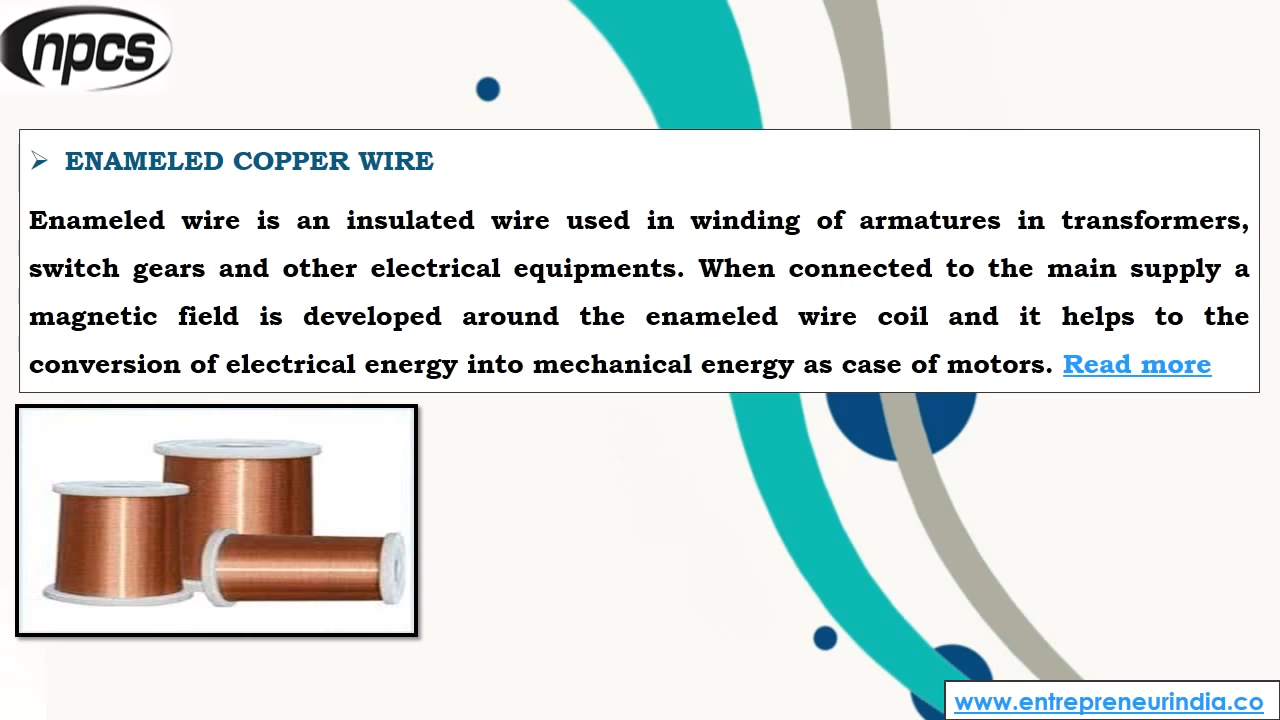 npcs
ENAMELED COPPER WIRE
Enameled wire is an insulated wire used in winding of armatures in transformers,
switch gears and other electrical equipments. When connected to the main supply a
magnetic field is developed around the enameled wire coil and it helps to the
conversion of electrical energy into mechanical energy as case of motors. Read more
www.entrepreneurindia.co